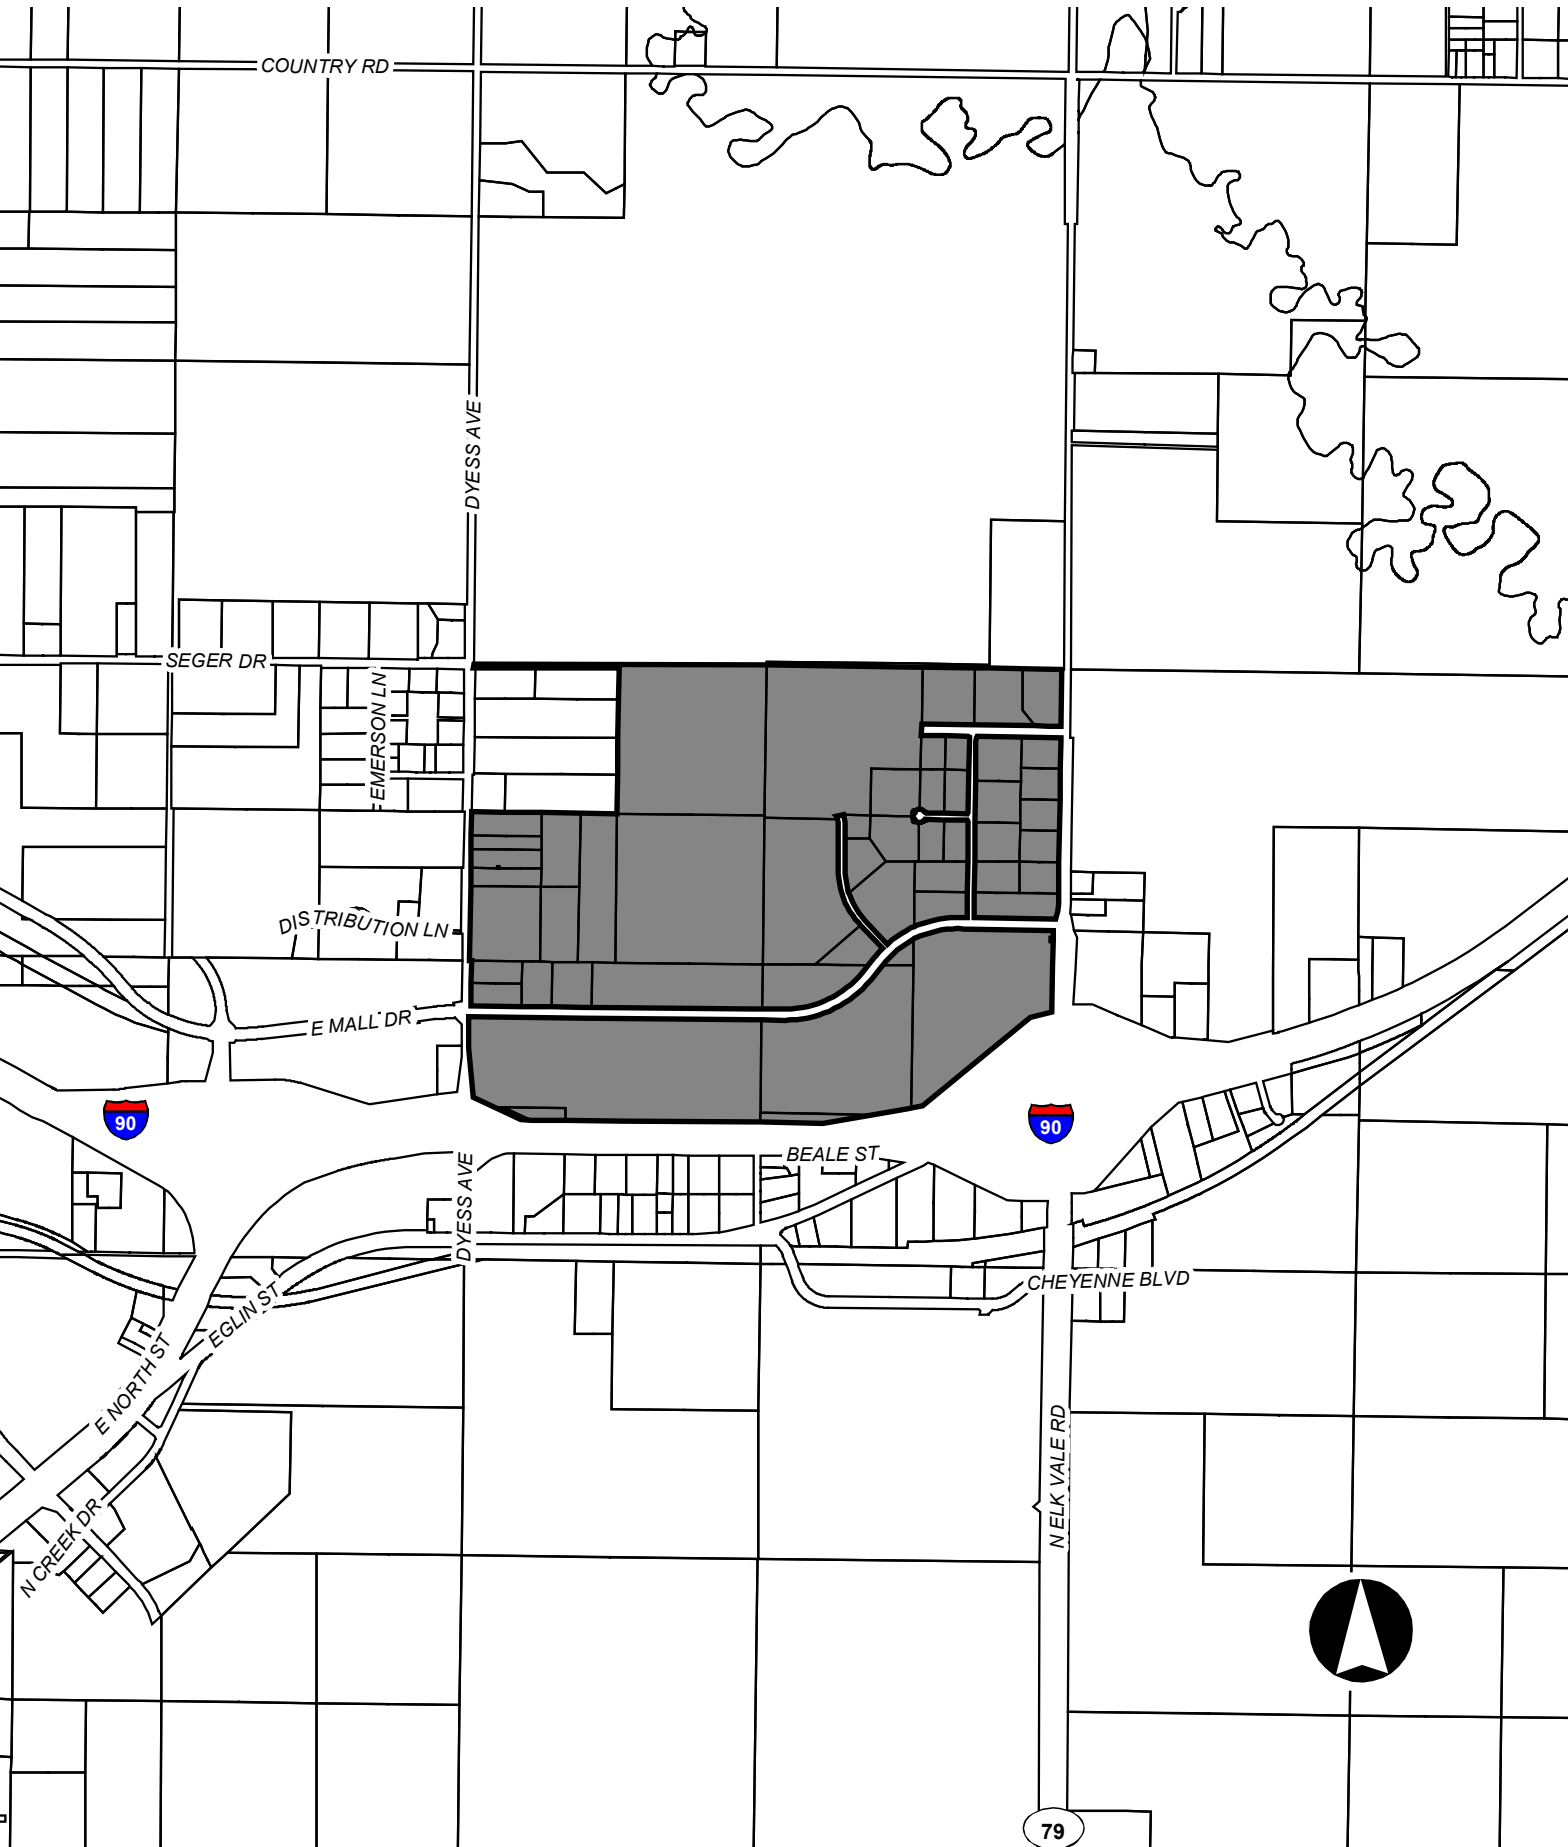 COUNTRY RD
DYESS AVE
SEGER DR
EMERSON LN
DISTRIBUTION LN
E MALL DR
90
90
BEALE ST
DYESS AVE
CHEYENNE BLVD
EGLIN ST
E NORTH ST
N ELK VALE RD
N CREEK DR
79